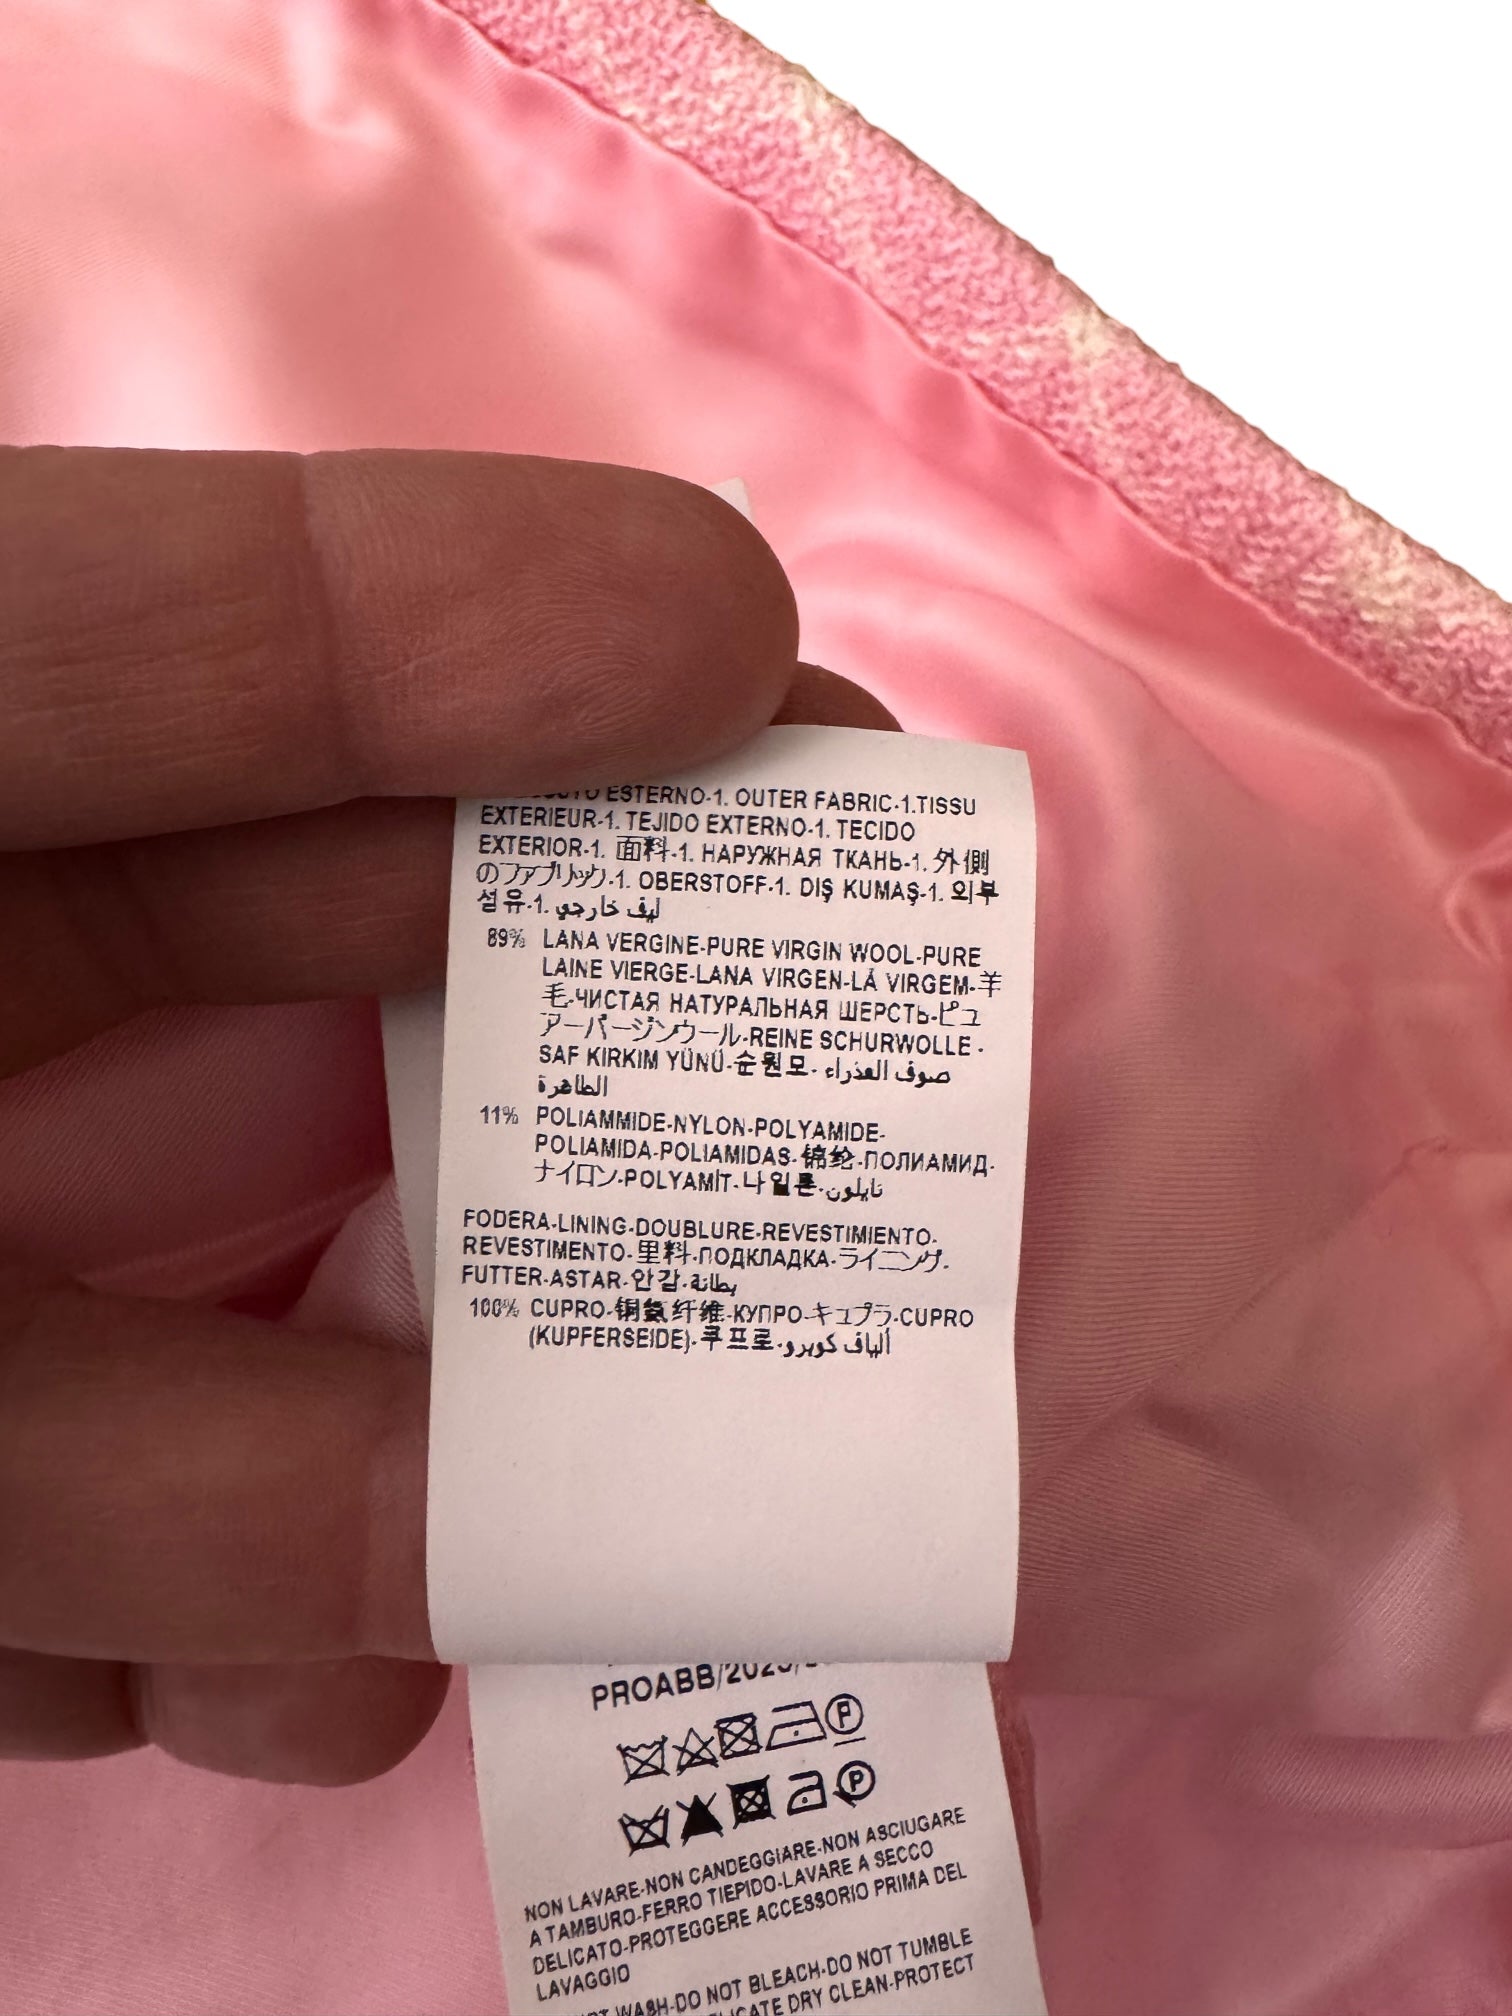 ESTERNO-1. OUTER FABRIC-1.TISSU
EXTERIEUR-1. TEJIDO EXTERNO-1. TECIDO
EXTERIOR-1. 面料-1. НАРУЖНАЯ ТКАНЬ-1. 外側
のファブリック-1. OBERSTOFF-1. DIŞ KUMAŞ-1. 외부
섬유-1. ليف خارجي
89% LANA VERGINE-PURE VIRGIN WOOL-PURE
LAINE VIERGE-LANA VIRGEN-LÃ VIRGEM-羊
毛-ЧИСТАЯ НАТУРАЛЬНАЯ ШЕРСТЬ-ピュ
アーバージンウール-REINE SCHURWOLLE-
SAF KIRKIM YÜNÜ-순원모-صوف العذراء
الطاهرة
11% POLIAMMIDE-NYLON-POLYAMIDE-
POLIAMIDA-POLIAMIDAS-锦纶-ПОЛИАМИД-
ナイロン-POLYAMİT-나일론-نايلون
FODERA-LINING-DOUBLURE-REVESTIMIENTO-
REVESTIMENTO-里料-ПОДКЛАДКА-ライニング-
FUTTER-ASTAR-안감-بطانة
100% CUPRO-铜氨纤维-КУПРО-キュプラ-CUPRO
(KUPFERSEIDE)-쿠프로-ألياف كوبرو
PROABB/2023/
P
P
NON LAVARE-NON CANDEGGIARE-NON ASCIUGARE
A TAMBURO-FERRO TIEPIDO-LAVARE A SECCO
DELICATO-PROTEGGERE ACCESSORIO PRIMA DEL
LAVAGGIO
WASH-DO NOT BLEACH-DO NOT TUMBLE
DRY CLEAN-PROTECT